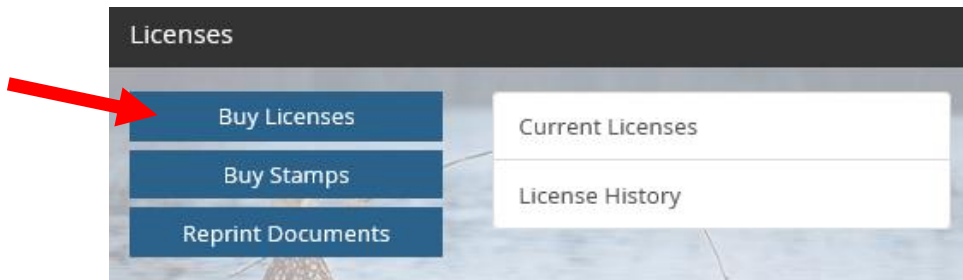 Licenses
Buy Licenses
Buy Stamps
Reprint Documents
Current Licenses
License History